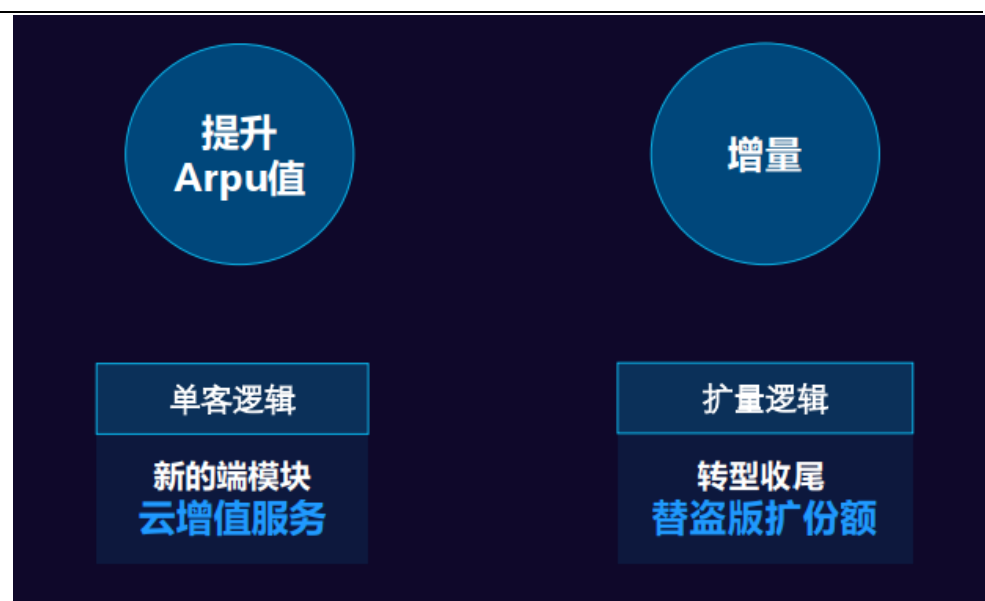 提升
Arpu值
增量
单客逻辑
扩量逻辑
新的端模块
云增值服务
转型收尾
替盗版扩份额